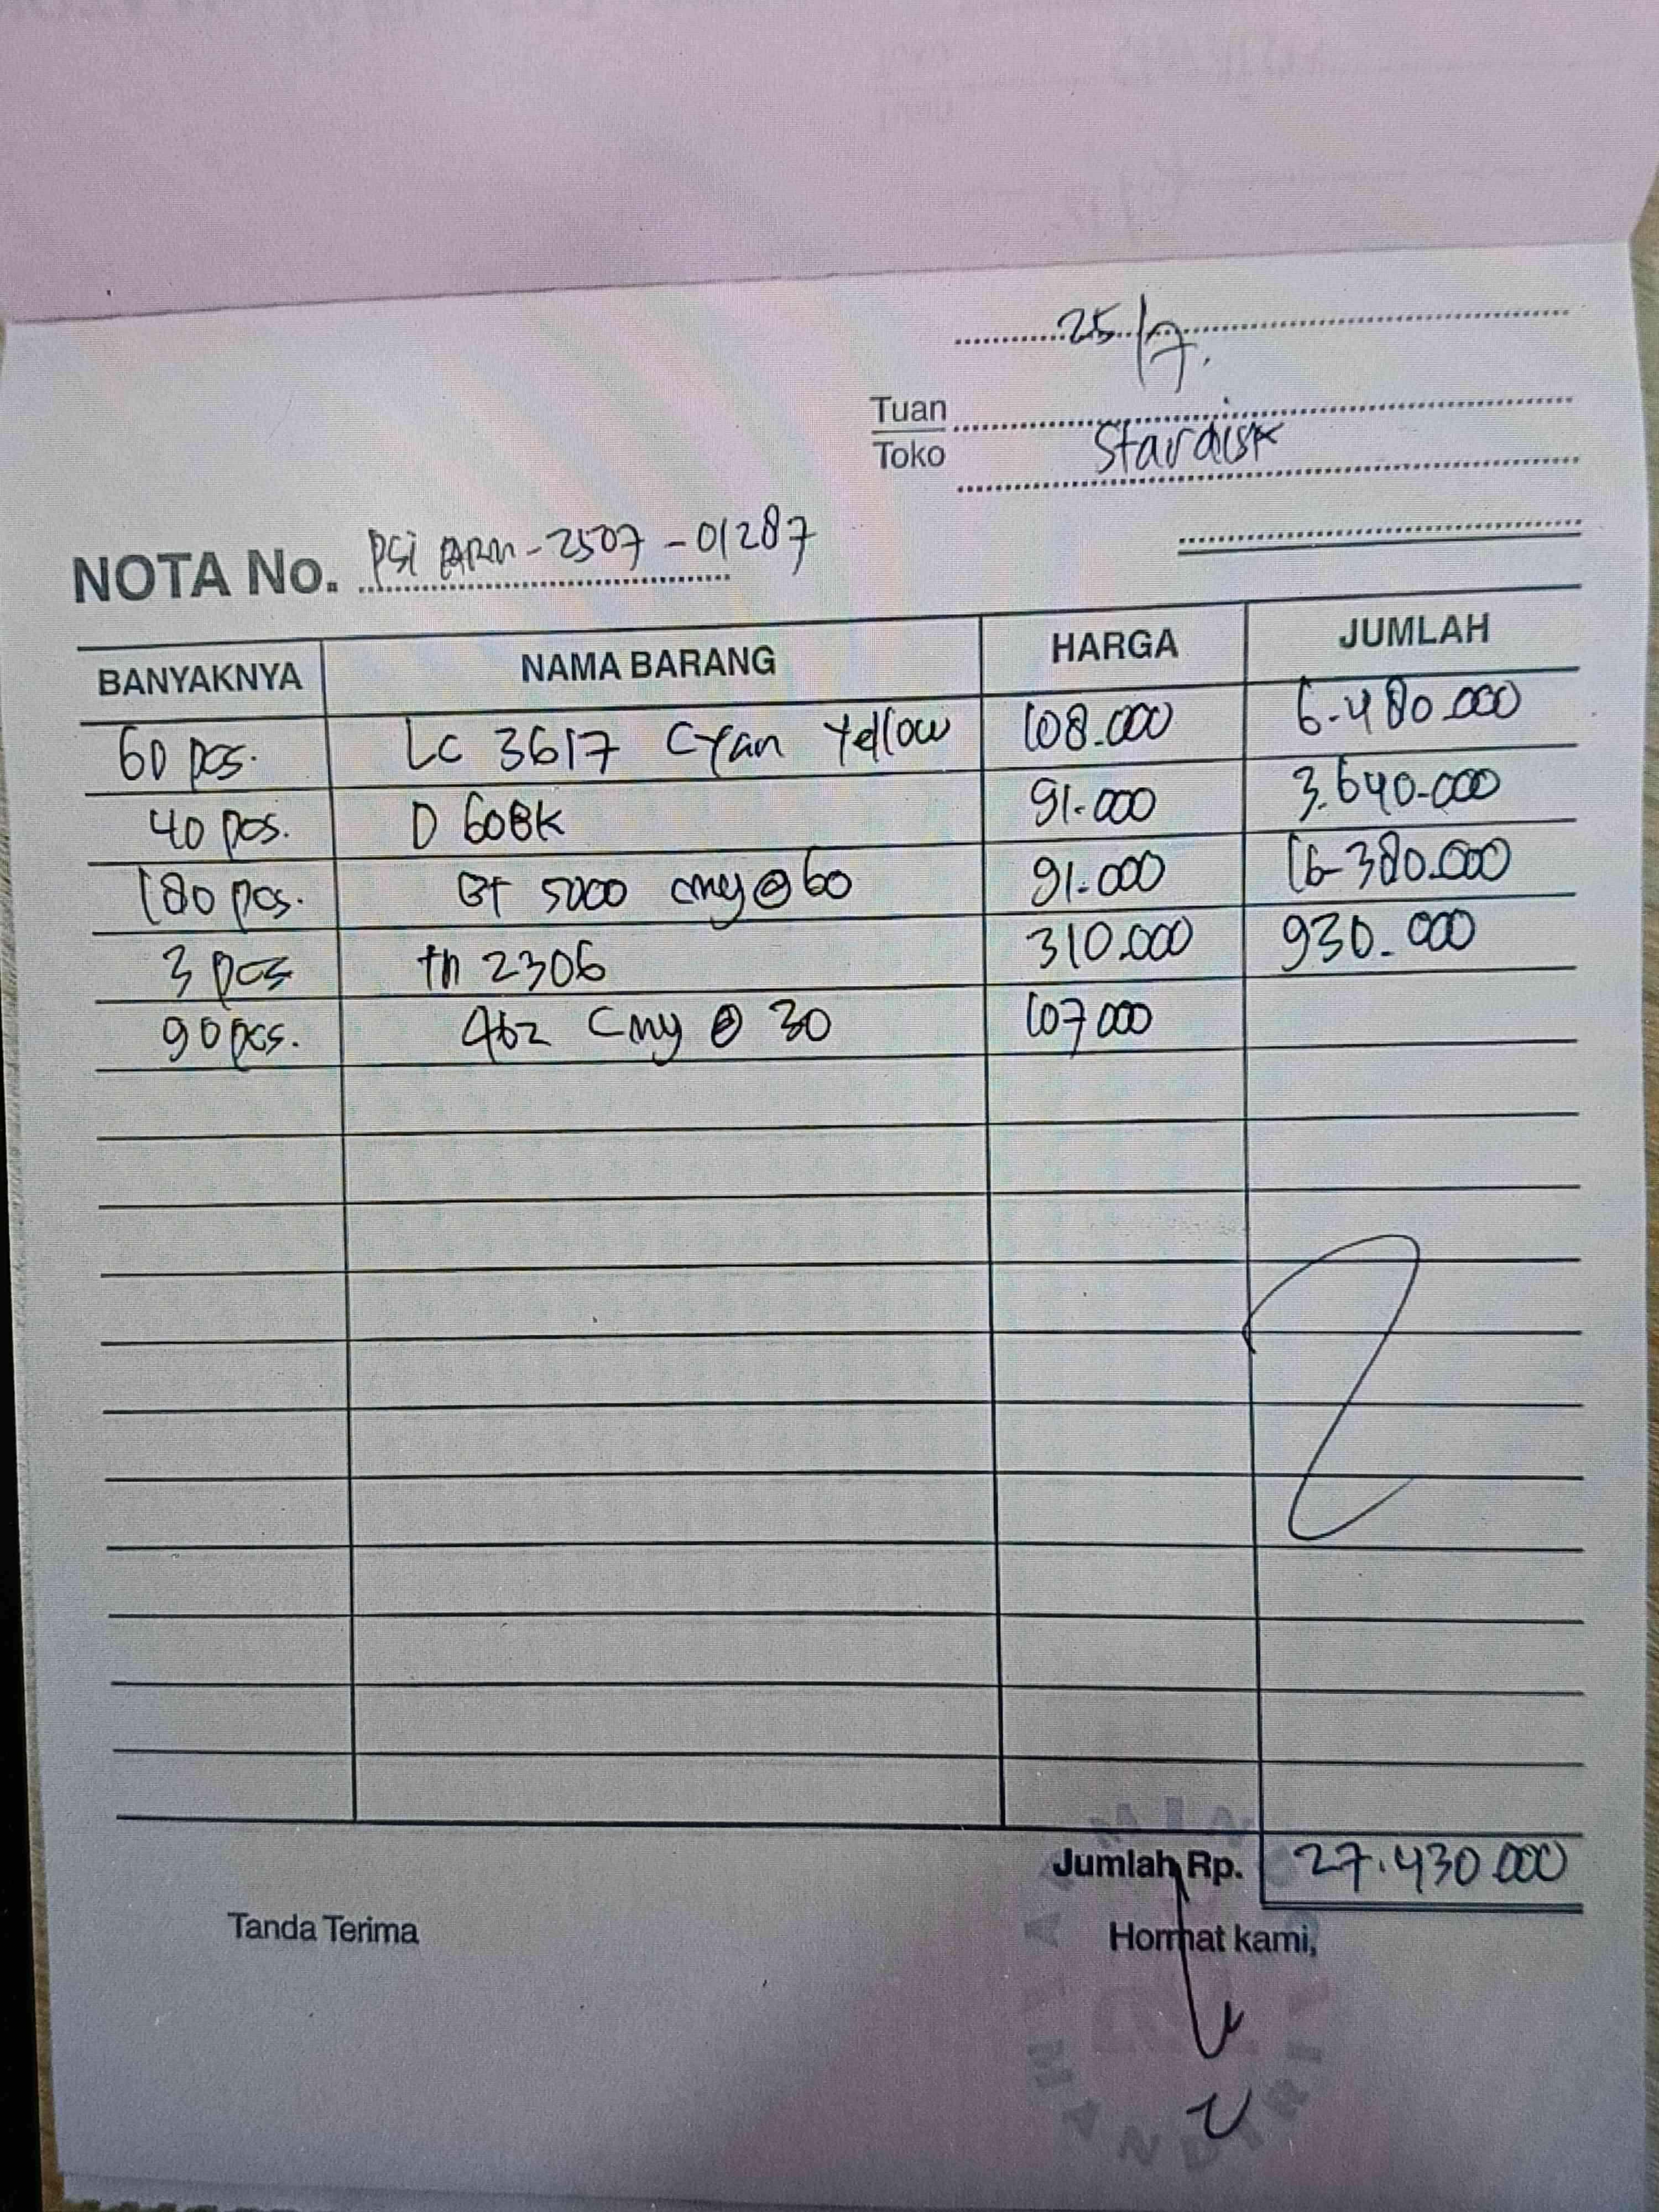 25/7.
Tuan
Toko Stardisk
NOTA No. PSI ARM-2507-01287
BANYAKNYA NAMA BARANG HARGA JUMLAH
60 pcs. LC 3617 Cyan Yellow 108.000 6.480.000
40 pcs. D 60BK 91.000 3.640.000
180 pcs. BT 5000 cmy @ 60 91.000 16.380.000
3 pcs tn 2306 310.000 930.000
90 pcs. 462 Cmy @ 30 107 000
Jumlah Rp. 27.430.000
Tanda Terima Hormat kami,